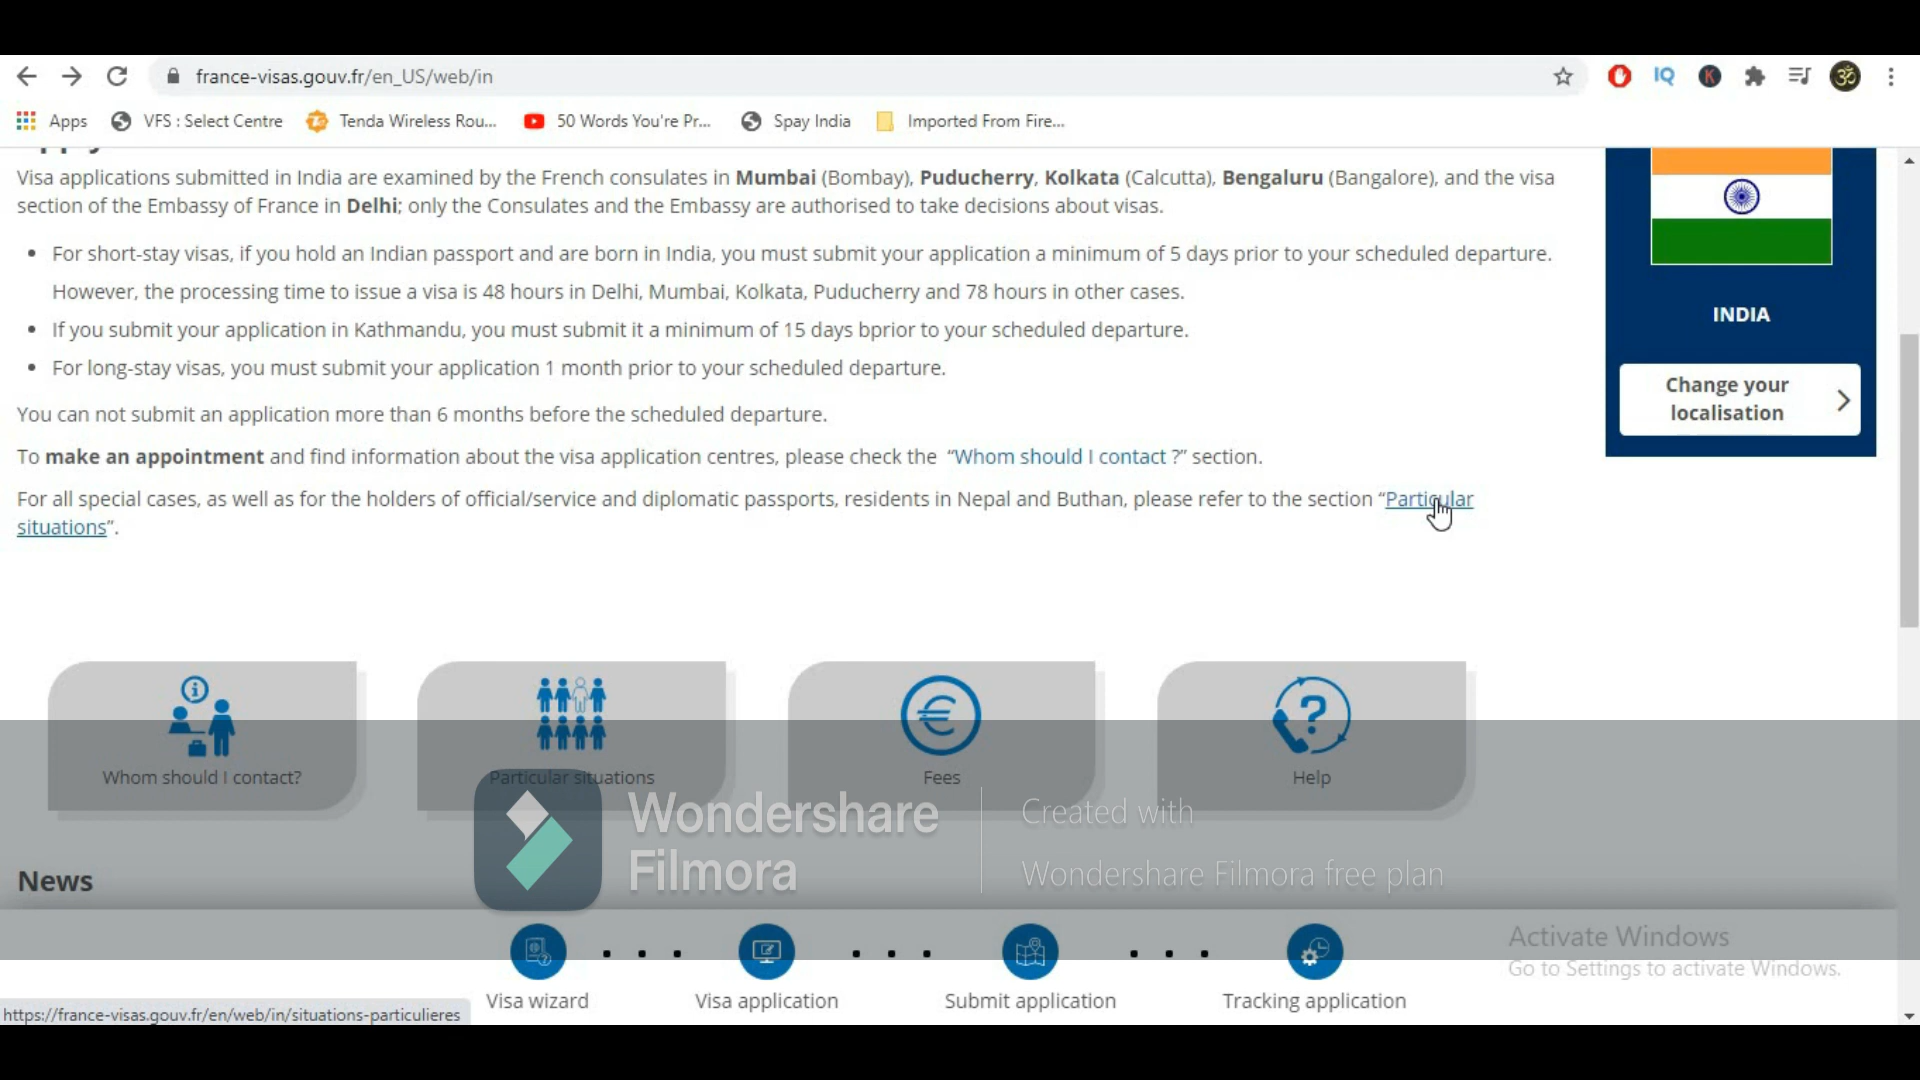 france-visas.gouv.fr/en_US/web/in
Apps VFS : Select Centre Tenda Wireless Rou... 50 Words You're Pr... Spay India Imported From Fire...
Visa applications submitted in India are examined by the French consulates in Mumbai (Bombay), Puducherry, Kolkata (Calcutta), Bengaluru (Bangalore), and the visa
section of the Embassy of France in Delhi; only the Consulates and the Embassy are authorised to take decisions about visas.
• For short-stay visas, if you hold an Indian passport and are born in India, you must submit your application a minimum of 5 days prior to your scheduled departure.
However, the processing time to issue a visa is 48 hours in Delhi, Mumbai, Kolkata, Puducherry and 78 hours in other cases.
• If you submit your application in Kathmandu, you must submit it a minimum of 15 days bprior to your scheduled departure.
• For long-stay visas, you must submit your application 1 month prior to your scheduled departure.
You can not submit an application more than 6 months before the scheduled departure.
To make an appointment and find information about the visa application centres, please check the “Whom should I contact ?” section.
For all special cases, as well as for the holders of official/service and diplomatic passports, residents in Nepal and Buthan, please refer to the section “Particular
situations”.
INDIA
Change your
localisation
IQ
K
ॐ
Whom should I contact? Particular situations Fees Help
Wondershare
Filmora
Created with
Wondershare Filmora free plan
News
Activate Windows
Go to Settings to activate Windows.
Visa wizard Visa application Submit application Tracking application
https://france-visas.gouv.fr/en/web/in/situations-particulieres